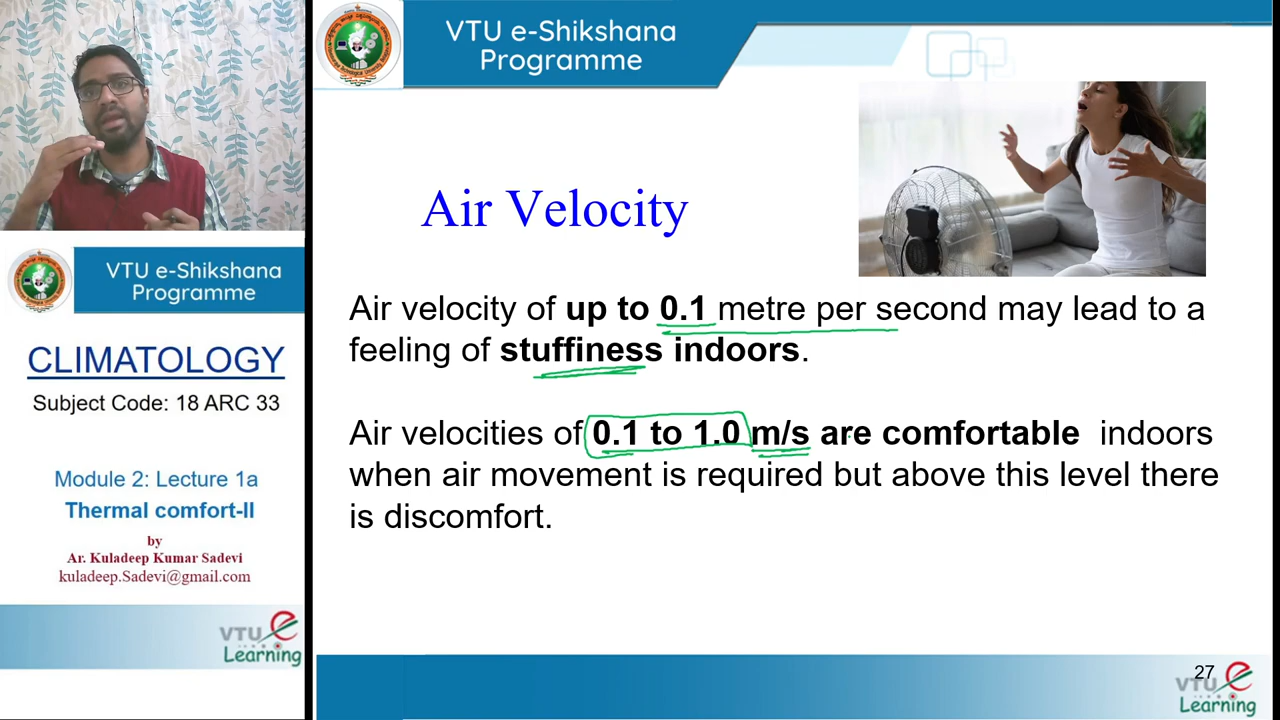 VTU e-Shikshana
Programme
VTU e-Shikshana
Programme
CLIMATOLOGY
Subject Code: 18 ARC 33
Module 2: Lecture 1a
Thermal comfort-II
by
Ar. Kuladeep Kumar Sadevi
kuladeep.Sadevi@gmail.com
VTU e
Learning
Air Velocity
Air velocity of up to 0.1 metre per second may lead to a
feeling of stuffiness indoors.
Air velocities of 0.1 to 1.0 m/s are comfortable indoors
when air movement is required but above this level there
is discomfort.
27
VTU e
Learning